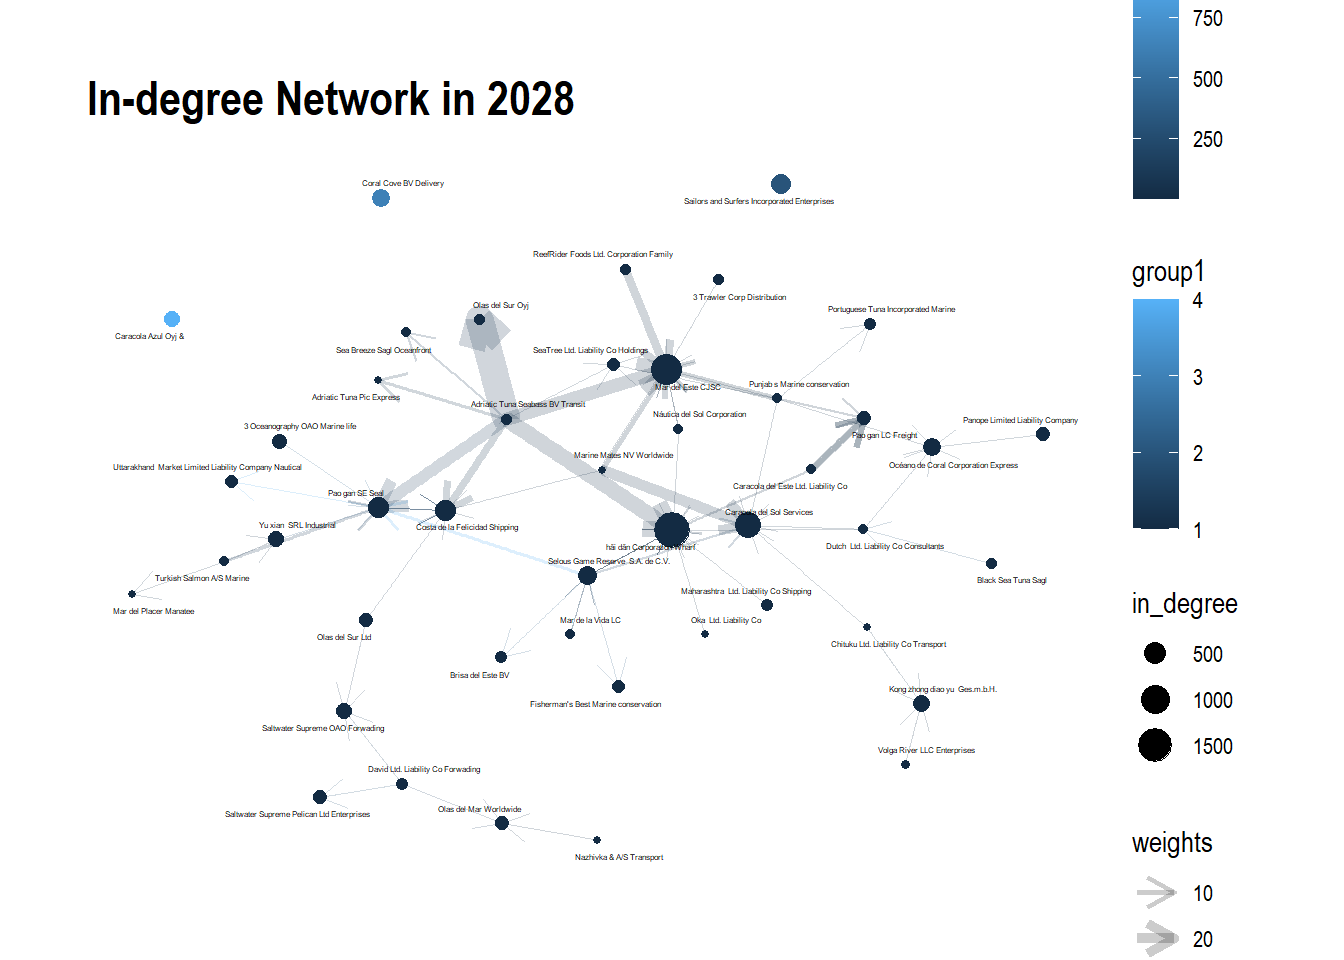 750
In-degree Network in 2028
500
250
Coral Cove BV Delivery
Sailors and Surfers Incorporated Enterprises
ReefRider Foods Ltd. Corporation Family
group1
3 Trawler Corp Distribution
4
Olas del Sur Oyj
Portuguese Tuna Incorporated Marine
Caracola Azul Oyj &
Sea Breeze Sagl Oceanfront
SeaTree Ltd. Liability Co Holdings
3
Mar del Este CJSC
Punjab s Marine conservation
Adriatic Tuna Pic Express
Adriatic Tuna Seabass BV Transit
Náutica del Sol Corporation
3 Oceanography OAO Marine life
Panope Limited Liability Company
Pao gan LC Freight
2
Marine Mates NV Worldwide
Uttarakhand Market Limited Liability Company Nautical
Océano de Coral Corporation Express
Caracola del Este Ltd. Liability Co
Pao gan SE Seal
Caracola del Sol Services
Yu xian SRL Industrial
Costa de la Felicidad Shipping
1
hǎi dǎn Corporation Wharf
Dutch Ltd. Liability Co Consultants
Selous Game Reserve S.A. de C.V.
Turkish Salmon A/S Marine
Black Sea Tuna Sagl
Maharashtra Ltd. Liability Co Shipping
in_degree
Mar del Placer Manatee
Mar de la Vida LC
Oka Ltd. Liability Co
Olas del Sur Ltd
Chituku Ltd. Liability Co Transport
500
Brisa del Este BV
Kong zhong diao yu Ges.m.b.H.
Fisherman's Best Marine conservation
1000
Saltwater Supreme OAO Forwading
1500
Volga River LLC Enterprises
David Ltd. Liability Co Forwading
Olas del Mar Worldwide
Saltwater Supreme Pelican Ltd Enterprises
weights
Nazhivka & A/S Transport
10
20